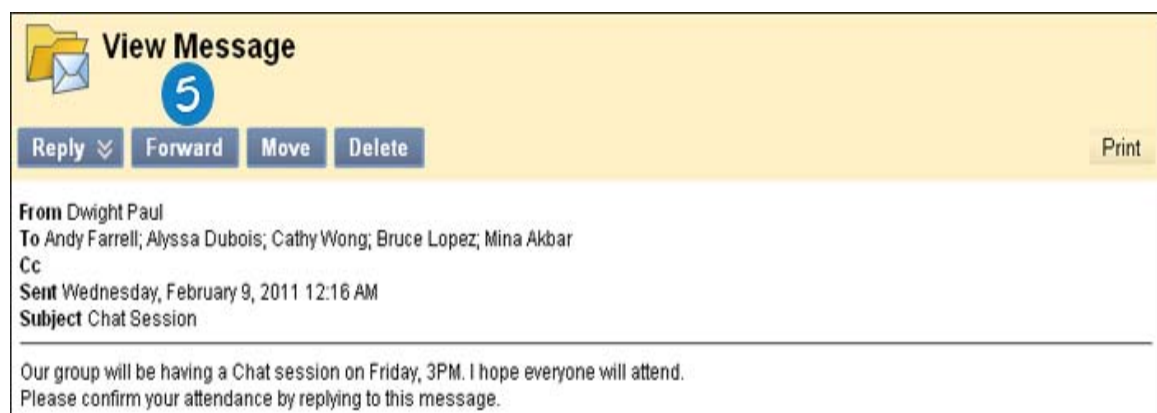 View Message
5
Reply Forward Move Delete Print
From Dwight Paul
To Andy Farrell; Alyssa Dubois; Cathy Wong; Bruce Lopez; Mina Akbar
Cc
Sent Wednesday, February 9, 2011 12:16 AM
Subject Chat Session
Our group will be having a Chat session on Friday, 3PM. I hope everyone will attend.
Please confirm your attendance by replying to this message.